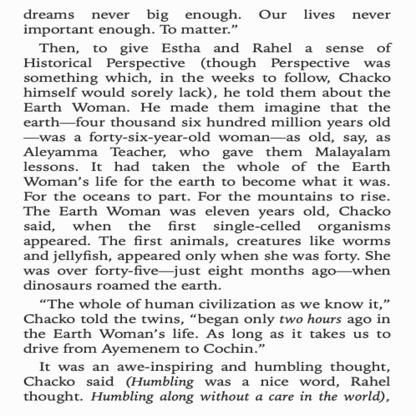 dreams never big enough. Our lives never
important enough. To matter.”
Then, to give Estha and Rahel a sense of
Historical Perspective (though Perspective was
something which, in the weeks to follow, Chacko
himself would sorely lack), he told them about the
Earth Woman. He made them imagine that the
earth—four thousand six hundred million years old
—was a forty-six-year-old woman—as old, say, as
Aleyamma Teacher, who gave them Malayalam
lessons. It had taken the whole of the Earth
Woman’s life for the earth to become what it was.
For the oceans to part. For the mountains to rise.
The Earth Woman was eleven years old, Chacko
said, when the first single-celled organisms
appeared. The first animals, creatures like worms
and jellyfish, appeared only when she was forty. She
was over forty-five—just eight months ago—when
dinosaurs roamed the earth.
“The whole of human civilization as we know it,”
Chacko told the twins, “began only two hours ago in
the Earth Woman’s life. As long as it takes us to
drive from Ayemenem to Cochin.”
It was an awe-inspiring and humbling thought,
Chacko said (Humbling was a nice word, Rahel
thought. Humbling along without a care in the world),